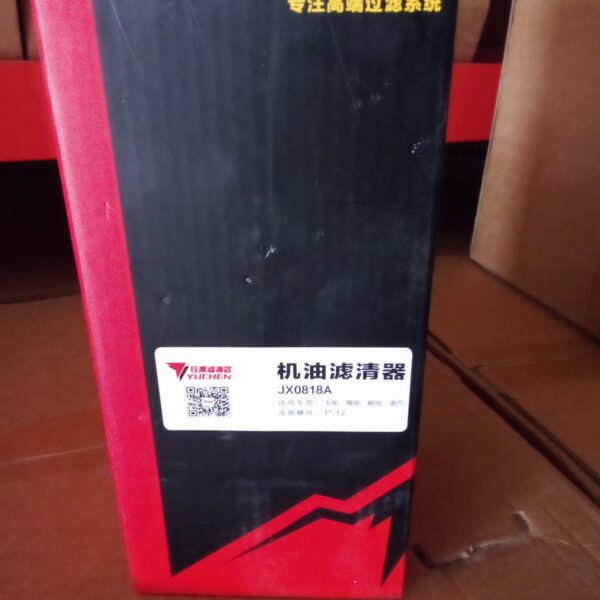 专注高端过滤系统
YUCHEN
机油滤清器
JX0818A
适用车型: 玉柴、潍柴、解放、重汽
连接螺纹: 1"-12